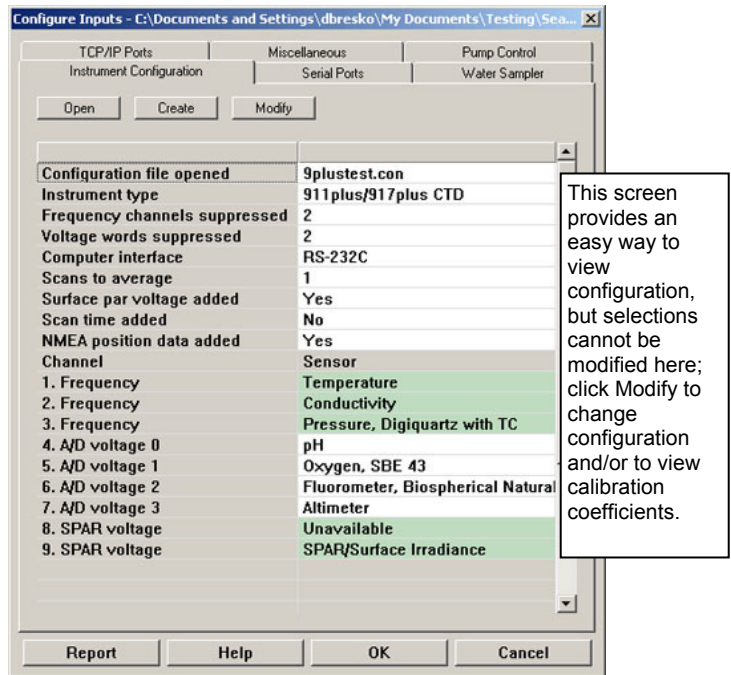 Configure Inputs - C:\Documents and Settings\dbresko\My Documents\Testing\Sea...
TCP/IP Ports Miscellaneous Pump Control
Instrument Configuration Serial Ports Water Sampler
Open Create Modify
Configuration file opened 9plustest.con
Instrument type 911plus/917plus CTD
Frequency channels suppressed 2
Voltage words suppressed 2
Computer interface RS-232C
Scans to average 1
Surface par voltage added Yes
Scan time added No
NMEA position data added Yes
Channel Sensor
1. Frequency Temperature
2. Frequency Conductivity
3. Frequency Pressure, Digiquartz with TC
4. A/D voltage 0 pH
5. A/D voltage 1 Oxygen, SBE 43
6. A/D voltage 2 Fluorometer, Biospherical Natural
7. A/D voltage 3 Altimeter
8. SPAR voltage Unavailable
9. SPAR voltage SPAR/Surface Irradiance
Report Help OK Cancel
This screen
provides an
easy way to
view
configuration,
but selections
cannot be
modified here;
click Modify to
change
configuration
and/or to view
calibration
coefficients.